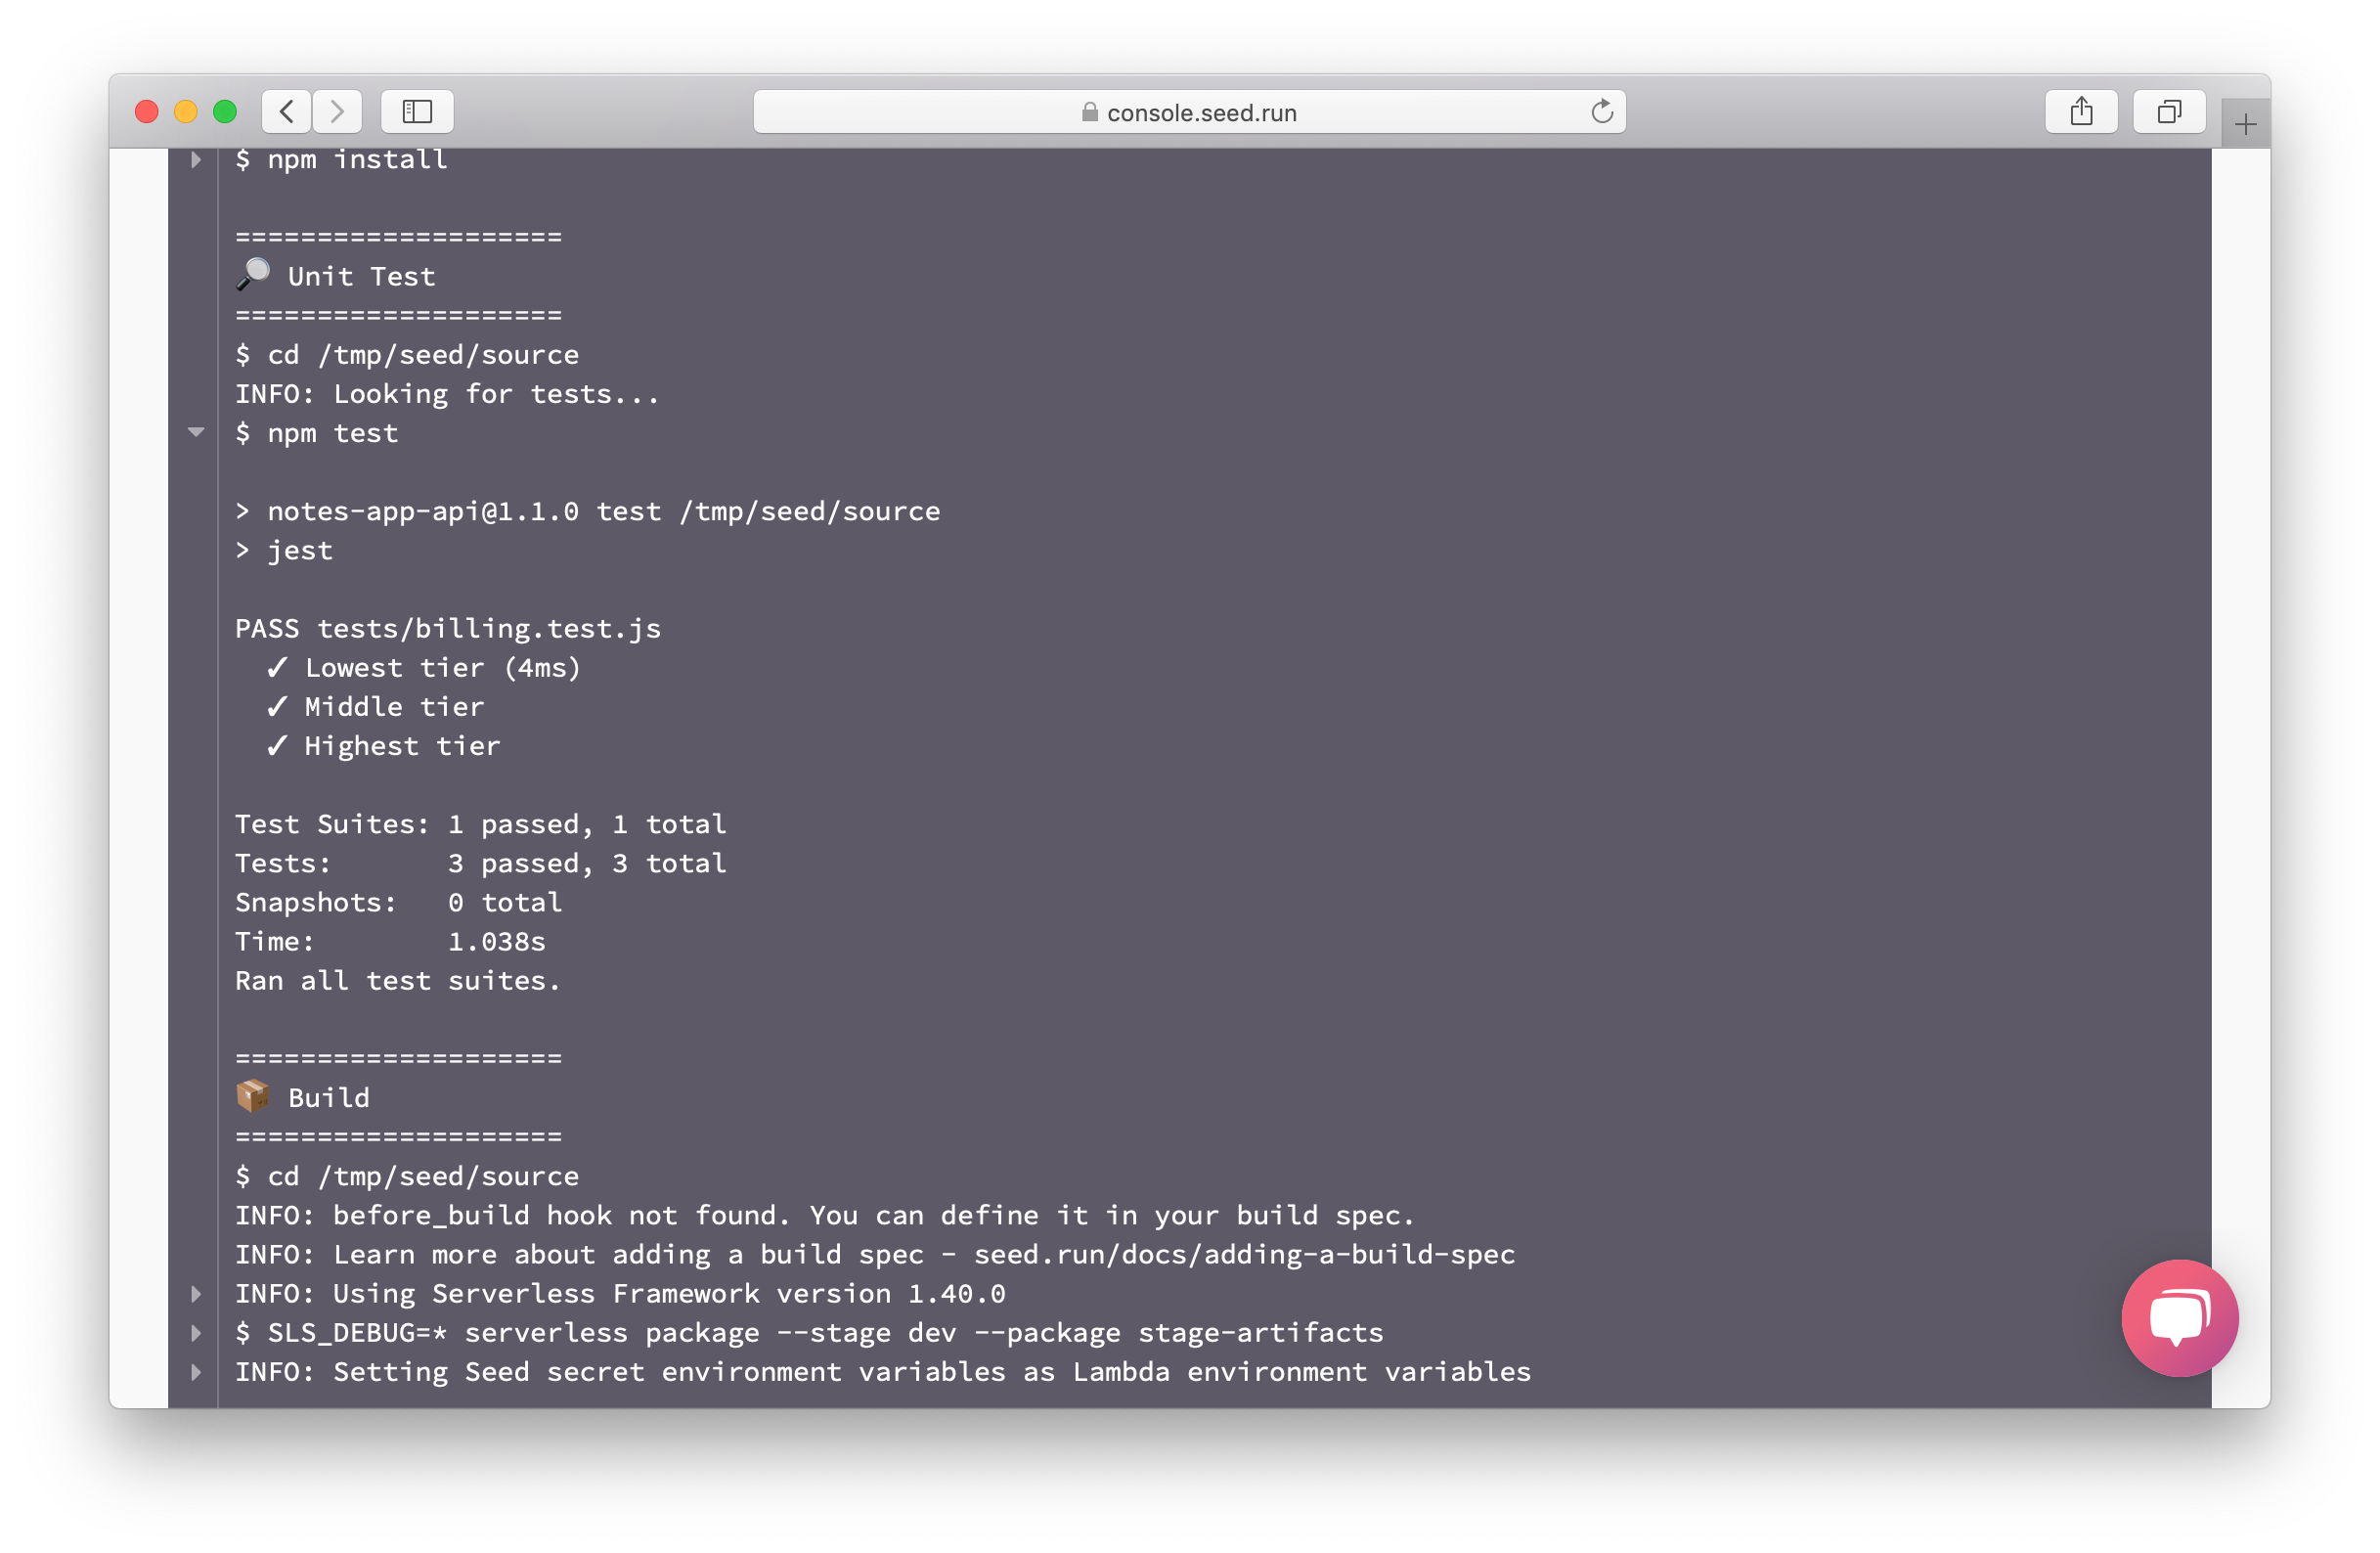 console.seed.run
$ npm install
====================
🔎 Unit Test
====================
$ cd /tmp/seed/source
INFO: Looking for tests...
$ npm test
> notes-app-api@1.1.0 test /tmp/seed/source
> jest
PASS tests/billing.test.js
✓ Lowest tier (4ms)
✓ Middle tier
✓ Highest tier
Test Suites: 1 passed, 1 total
Tests:       3 passed, 3 total
Snapshots:   0 total
Time:        1.038s
Ran all test suites.
====================
📦 Build
====================
$ cd /tmp/seed/source
INFO: before_build hook not found. You can define it in your build spec.
INFO: Learn more about adding a build spec - seed.run/docs/adding-a-build-spec
INFO: Using Serverless Framework version 1.40.0
$ SLS_DEBUG=* serverless package --stage dev --package stage-artifacts
INFO: Setting Seed secret environment variables as Lambda environment variables